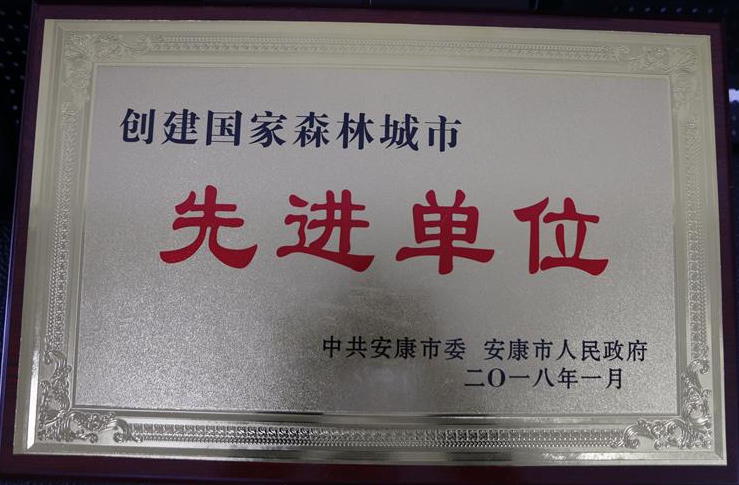 创建国家森林城市
先进单位
中共安康市委 安康市人民政府
二〇一八年一月